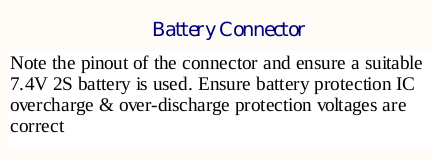 Battery Connector
Note the pinout of the connector and ensure a suitable
7.4V 2S battery is used. Ensure battery protection IC
overcharge & over-discharge protection voltages are
correct